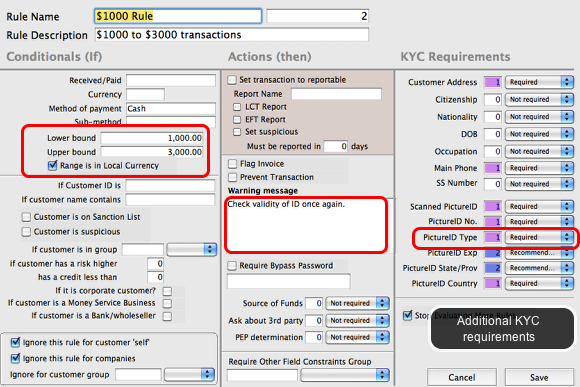 Rule Name $1000 Rule 2
Rule Description $1000 to $3000 transactions
Conditionals (If)
Received/Paid
Currency
Method of payment Cash
Sub-method
Lower bound 1,000.00
Upper bound 3,000.00
Range is in Local Currency
If Customer ID is
If customer name contains
Customer is on Sanction List
Customer is suspicious
If customer is in group
if customer has a risk higher 0
has a credit less than 0
If it is corporate customer?
If customer is a Money Service Business
If customer is a Bank/wholeseller
Ignore this rule for customer 'self'
Ignore this rule for companies
Ignore for customer group
Actions (then)
Set transaction to reportable
Report Name
LCT Report
EFT Report
Set suspicious
Must be reported in 0 days
Flag Invoice
Prevent Transaction
Warning message
Check validity of ID once again.
Require Bypass Password
Source of Funds 0 Not required
Ask about 3rd party 0 Not required
PEP determination 0 Not required
Require Other Field Constraints Group
KYC Requirements
Customer Address 1 Required
Citizenship 0 Not required
Nationality 0 Not required
DOB 0 Not required
Occupation 0 Not required
Main Phone 1 Required
SS Number 0 Not required
Scanned PictureID 1 Required
PictureID No. 1 Required
PictureID Type 1 Required
PictureID Exp 2 Recommend...
PictureID State/Prov 2 Recommend...
PictureID Country 1 Required
Additional KYC
requirements
Cancel Save